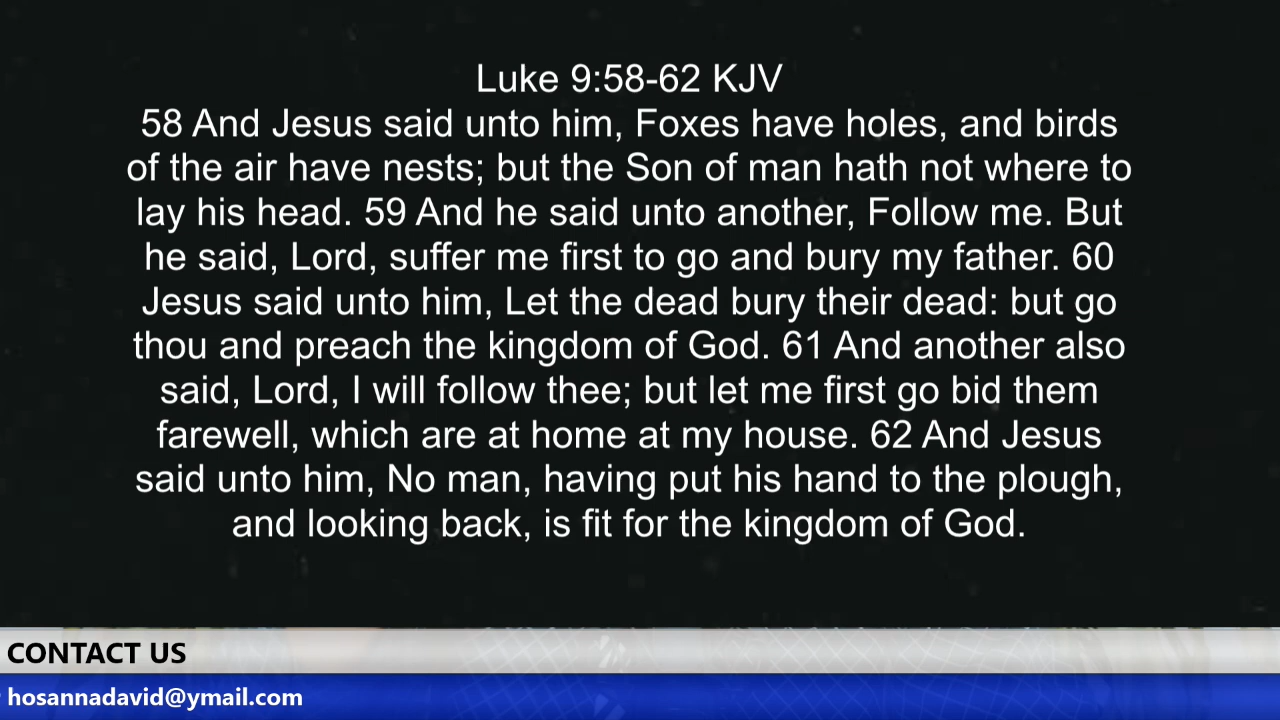 Luke 9:58-62 KJV
58 And Jesus said unto him, Foxes have holes, and birds
of the air have nests; but the Son of man hath not where to
lay his head. 59 And he said unto another, Follow me. But
he said, Lord, suffer me first to go and bury my father. 60
Jesus said unto him, Let the dead bury their dead: but go
thou and preach the kingdom of God. 61 And another also
said, Lord, I will follow thee; but let me first go bid them
farewell, which are at home at my house. 62 And Jesus
said unto him, No man, having put his hand to the plough,
and looking back, is fit for the kingdom of God.
CONTACT US
hosannadavid@ymail.com